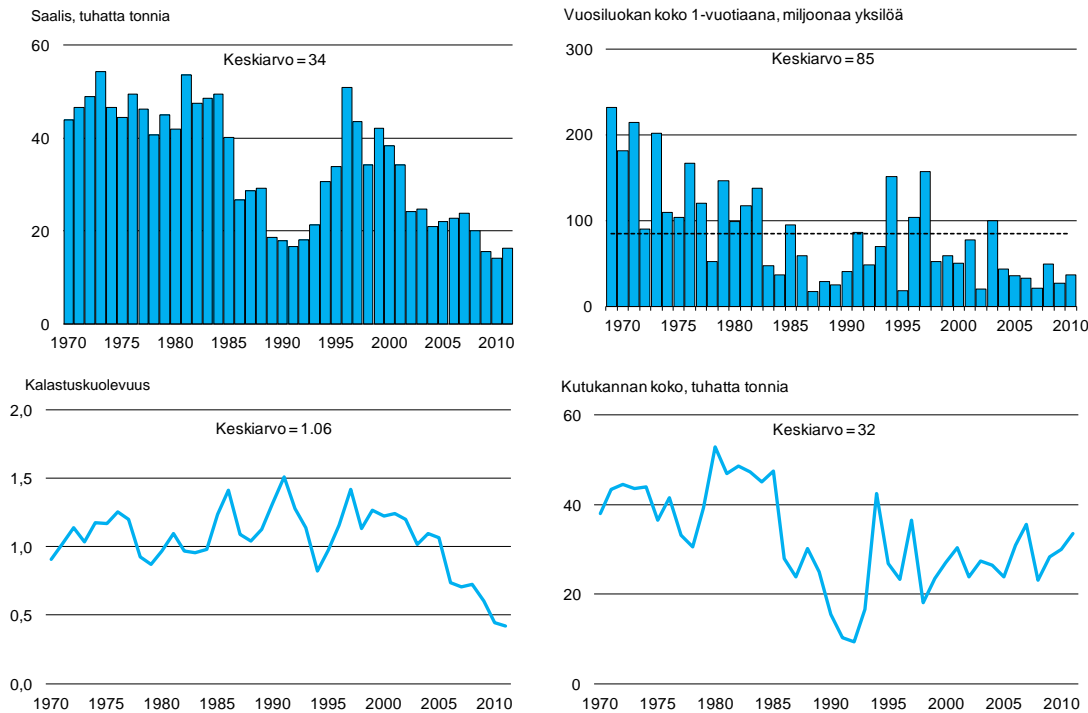 Saalis, tuhatta tonnia
60
Keskiarvo = 34
40
20
0
1970 1975 1980 1985 1990 1995 2000 2005 2010
Vuosiluokan koko 1-vuotiaana, miljoonaa yksilöä
300
Keskiarvo = 85
200
100
0
1970 1975 1980 1985 1990 1995 2000 2005 2010
Kalastuskuolevuus
2,0
Keskiarvo = 1.06
1,5
1,0
0,5
0,0
1970 1975 1980 1985 1990 1995 2000 2005 2010
Kutukannan koko, tuhatta tonnia
60
Keskiarvo = 32
40
20
0
1970 1975 1980 1985 1990 1995 2000 2005 2010